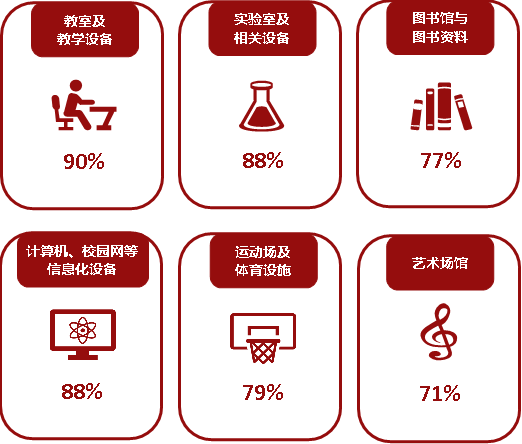 教室及
教学设备
90%
实验室及
相关设备
88%
图书馆与
图书资料
77%
计算机、校园网等
信息化设备
88%
运动场及
体育设施
79%
艺术场馆
71%